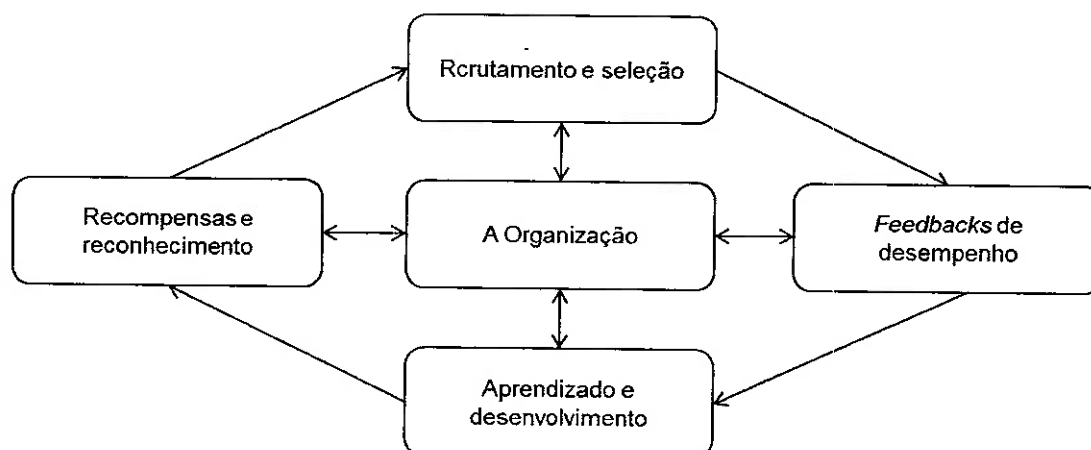 Rcrutamento e seleção
Recompensas e
reconhecimento
A Organização
Feedbacks de
desempenho
Aprendizado e
desenvolvimento